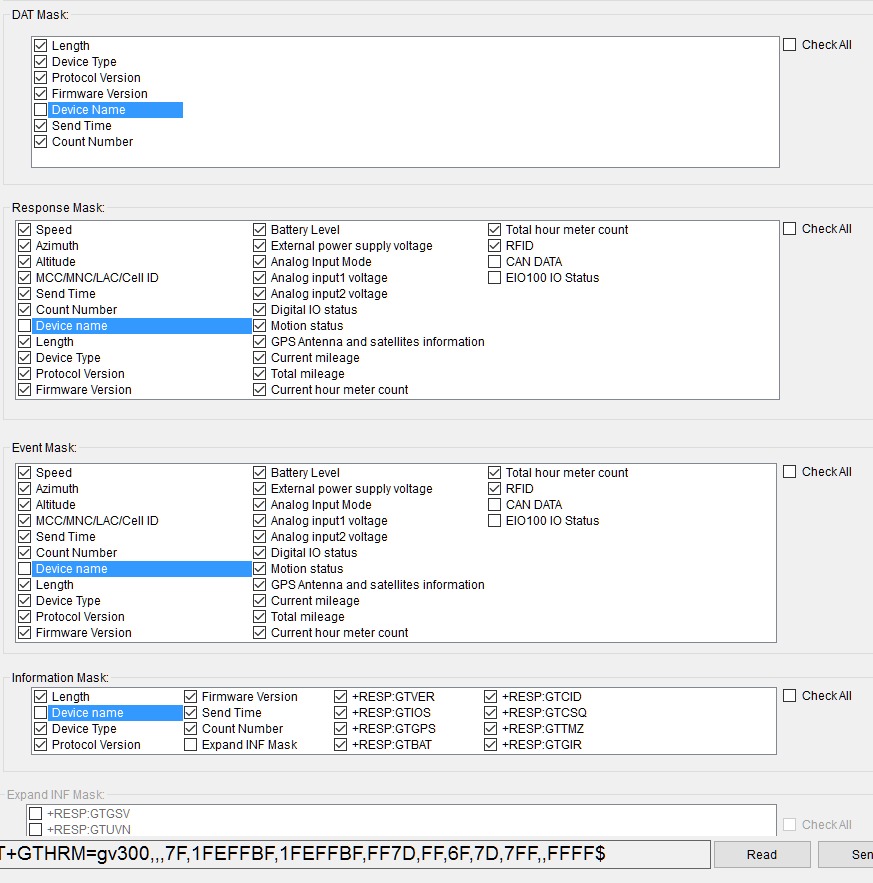 DAT Mask:
Length
Check All
Device Type
Protocol Version
Firmware Version
Device Name
Send Time
Count Number
Response Mask:
Speed Battery Level Total hour meter count Check All
Azimuth External power supply voltage RFID
Altitude Analog Input Mode CAN DATA
MCC/MNC/LAC/Cell ID Analog input1 voltage EIO100 IO Status
Send Time Analog input2 voltage
Count Number Digital IO status
Device name Motion status
Length GPS Antenna and satellites information
Device Type Current mileage
Protocol Version Total mileage
Firmware Version Current hour meter count
Event Mask:
Speed Battery Level Total hour meter count Check All
Azimuth External power supply voltage RFID
Altitude Analog Input Mode CAN DATA
MCC/MNC/LAC/Cell ID Analog input1 voltage EIO100 IO Status
Send Time Analog input2 voltage
Count Number Digital IO status
Device name Motion status
Length GPS Antenna and satellites information
Device Type Current mileage
Protocol Version Total mileage
Firmware Version Current hour meter count
Information Mask:
Length Firmware Version +RESP:GTVER +RESP:GTCID Check All
Device name Send Time +RESP:GTIOS +RESP:GTCSQ
Device Type Count Number +RESP:GTGPS +RESP:GTTMZ
Protocol Version Expand INF Mask +RESP:GTBAT +RESP:GTGIR
Expand INF Mask:
+RESP:GTGSV
Check All
+RESP:GTUVN
T+GTHRM=gv300,,,7F,1FEFFBF,1FEFFBF,FF7D,FF,6F,7D,7FF,,FFFF$ Read Sen